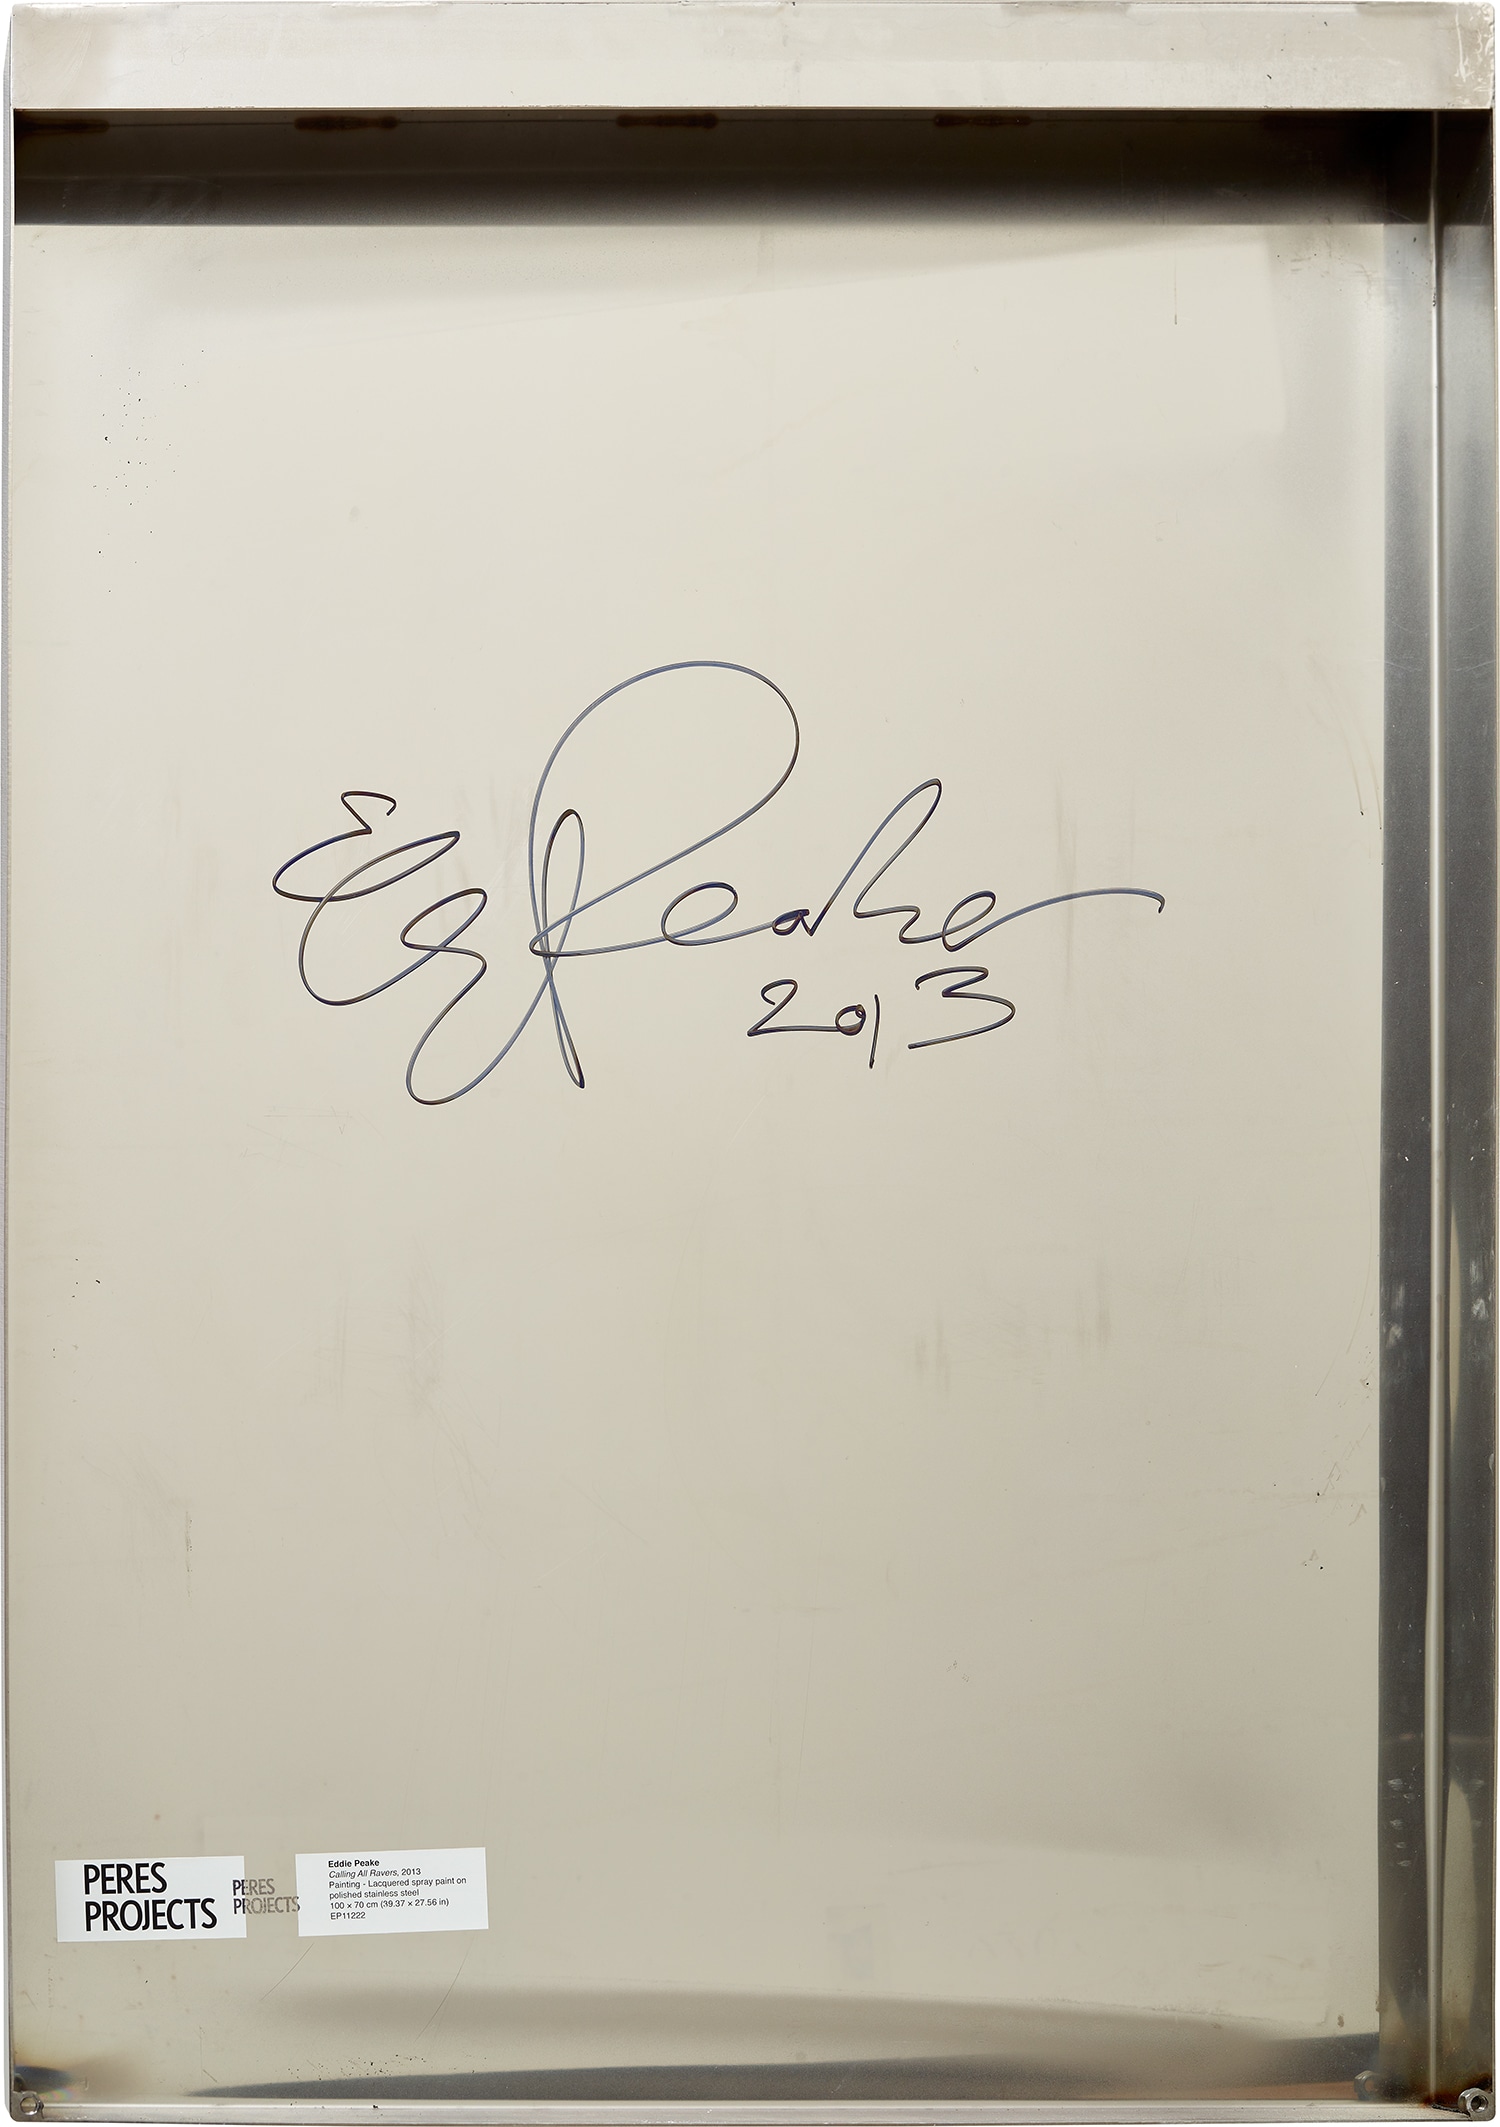 Eddy Peake
2013
PERES
PROJECTS
PERES
PROJECTS
Eddie Peake
Calling All Ravers, 2013
Painting - Lacquered spray paint on
polished stainless steel
100 x 70 cm (39.37 x 27.56 in)
EP11222